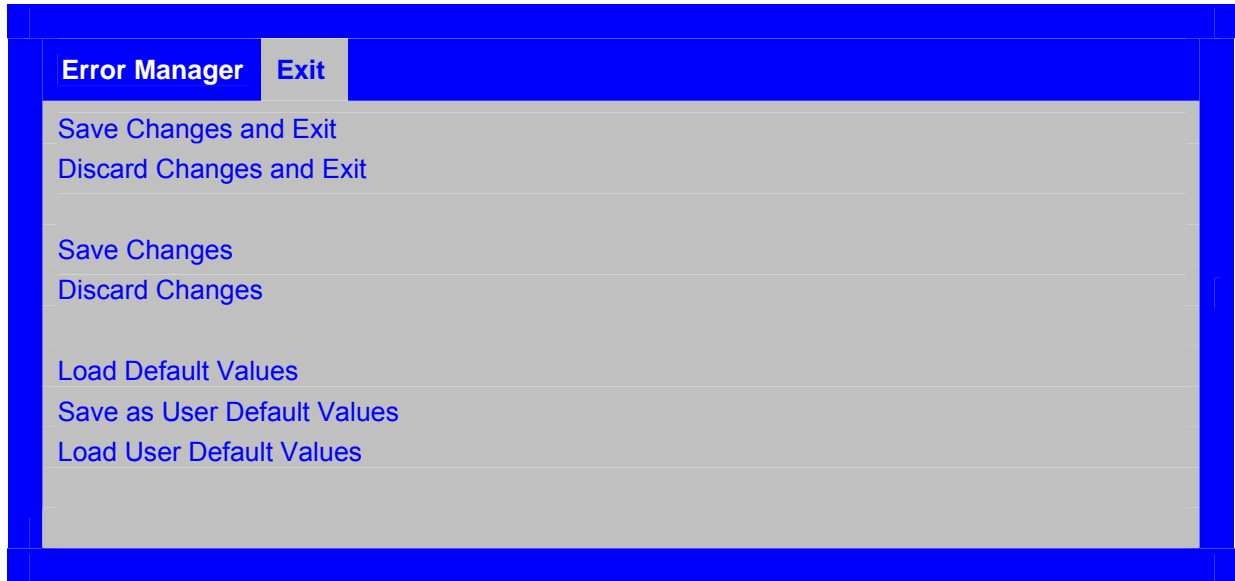 Error Manager Exit
Save Changes and Exit
Discard Changes and Exit
Save Changes
Discard Changes
Load Default Values
Save as User Default Values
Load User Default Values